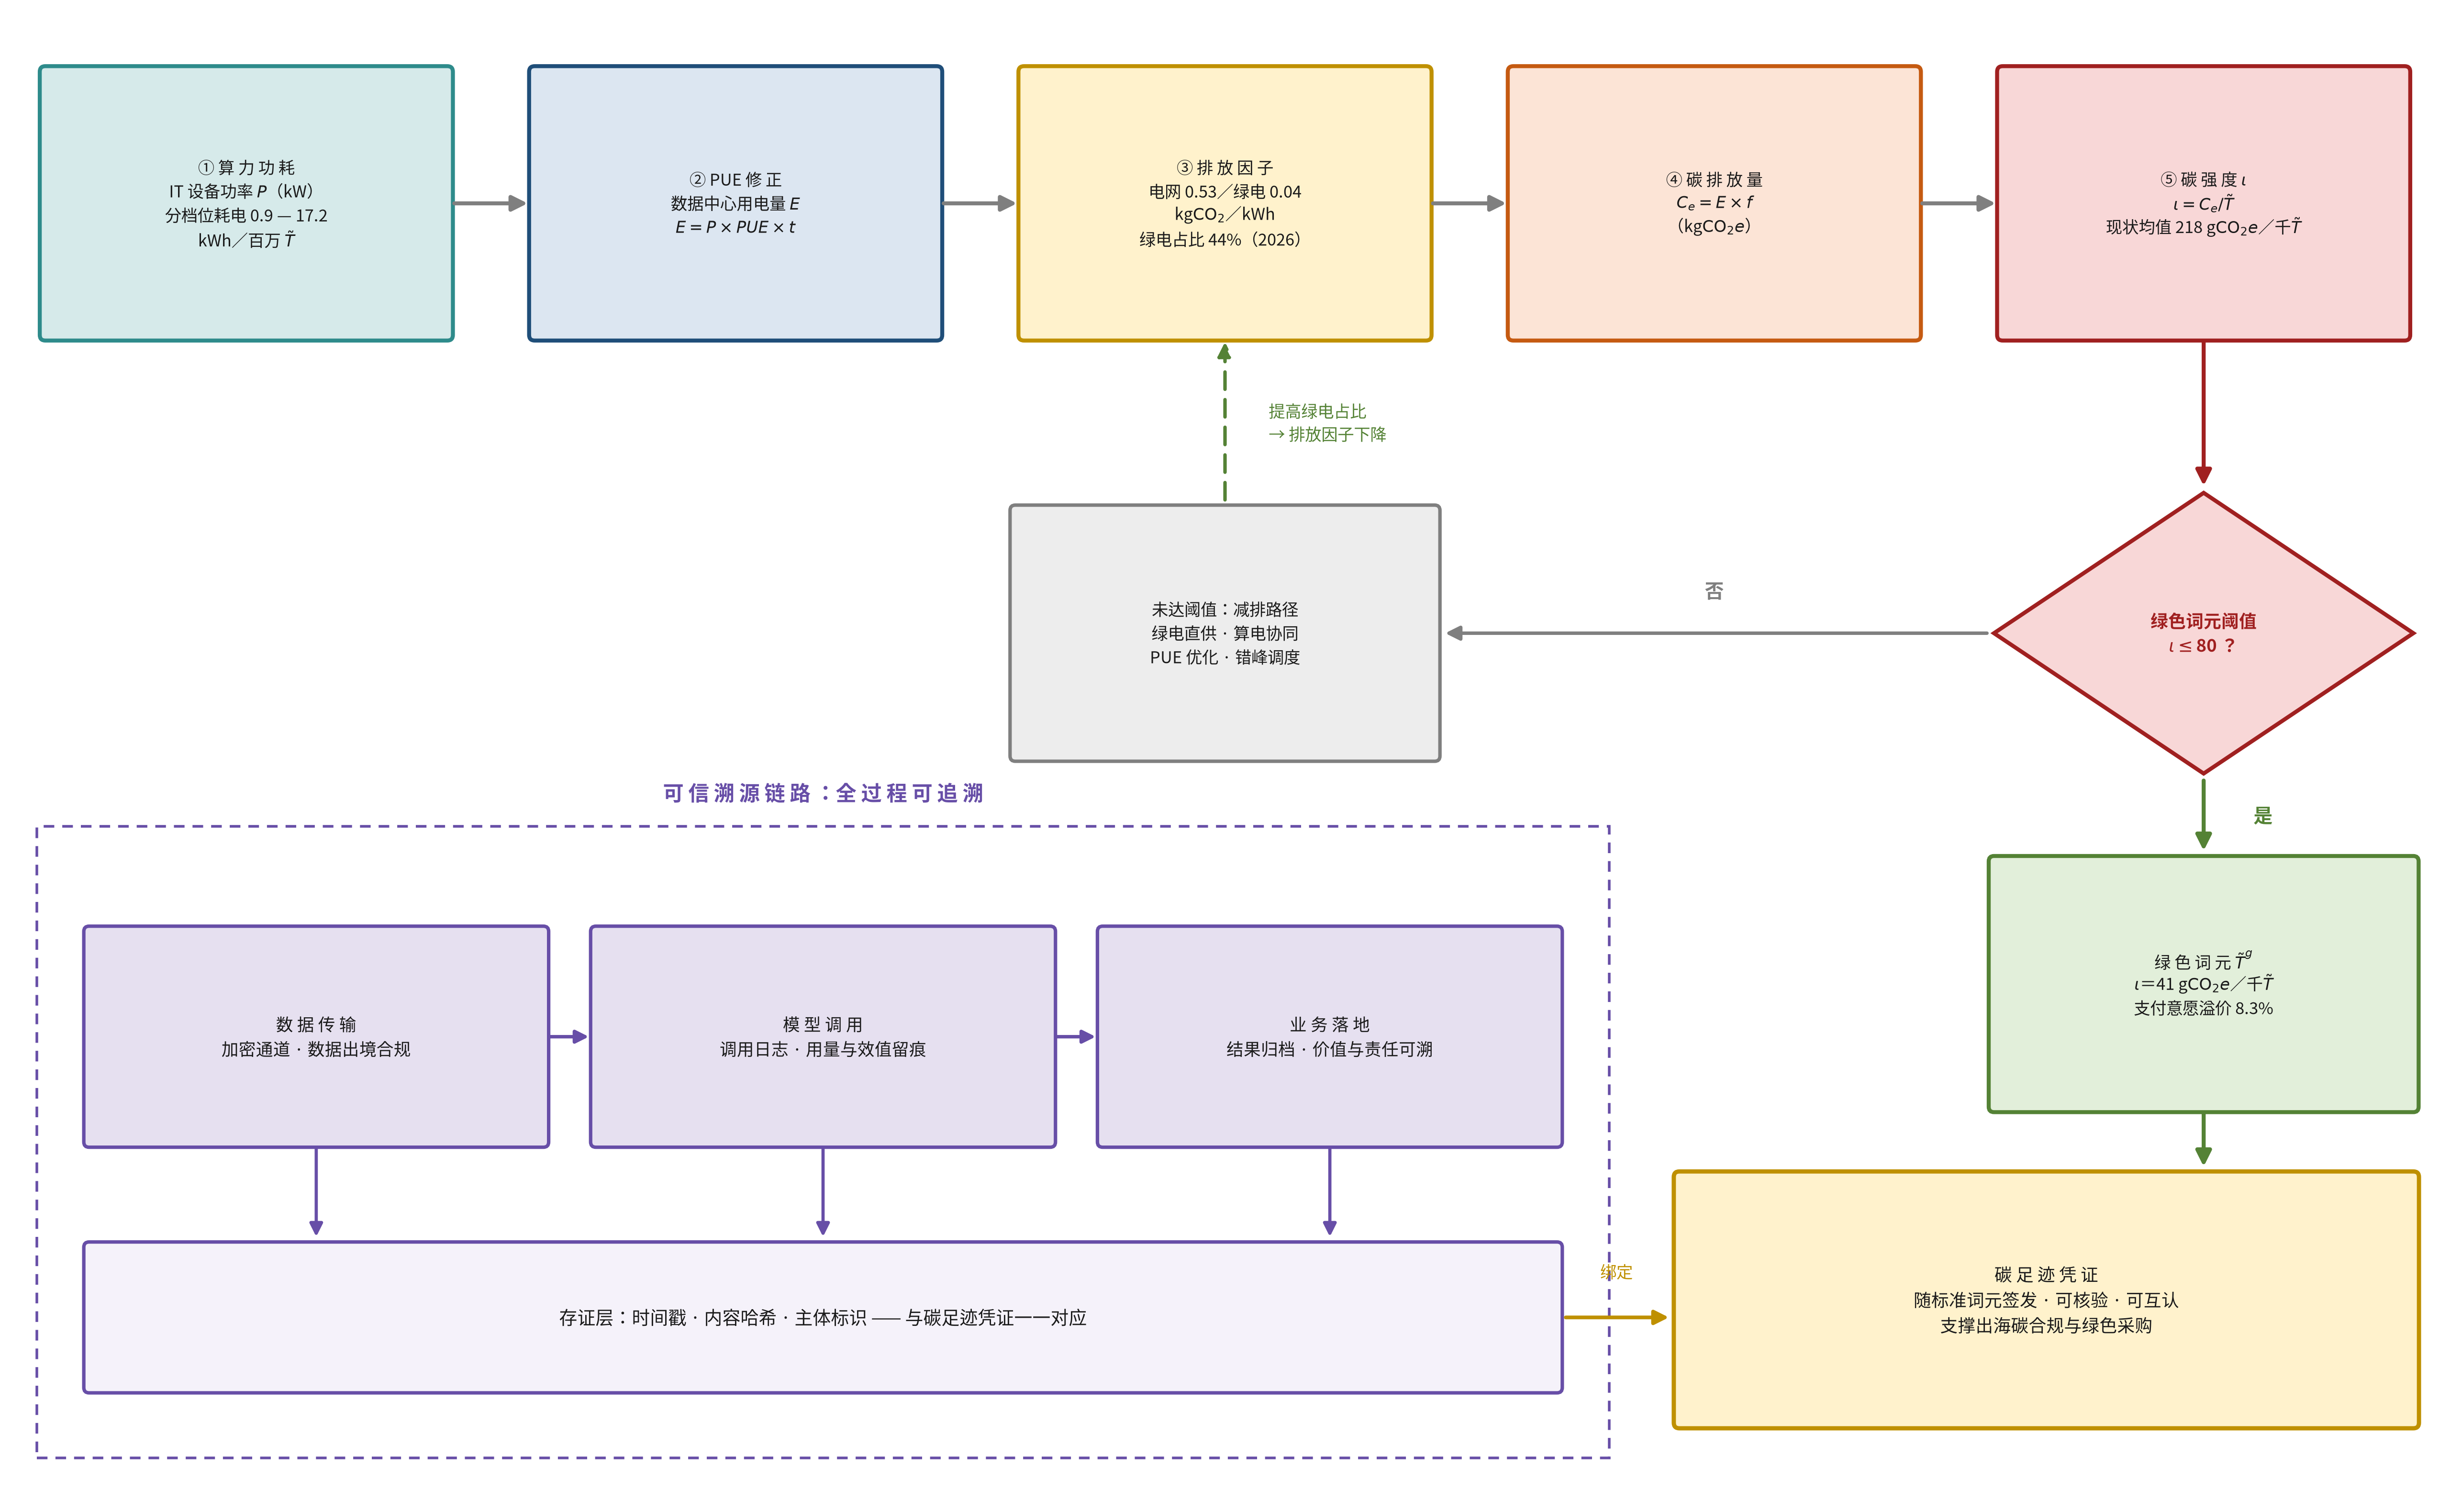 ① 算 力 功 耗
IT 设备功率 P（kW）
分档位耗电 0.9 — 17.2
kWh／百万 T̃
② PUE 修 正
数据中心用电量 E
E = P × PUE × t
③ 排 放 因 子
电网 0.53／绿电 0.04
kgCO₂／kWh
绿电占比 44%（2026）
④ 碳 排 放 量
Cₑ = E × f
（kgCO₂e）
⑤ 碳 强 度 ι
ι = Cₑ/T̃
现状均值 218 gCO₂e／千T̃
提高绿电占比
→ 排放因子下降
未达阈值：减排路径
绿电直供 · 算电协同
PUE 优化 · 错峰调度
否
绿色词元阈值
ι ≤ 80 ？
是
可 信 溯 源 链 路 ：全 过 程 可 追 溯
数 据 传 输
加密通道 · 数据出境合规
模 型 调 用
调用日志 · 用量与效值留痕
业 务 落 地
结果归档 · 价值与责任可溯
绿 色 词 元 T̃ᵍ
ι＝41 gCO₂e／千T̃
支付意愿溢价 8.3%
存证层：时间戳 · 内容哈希 · 主体标识 —— 与碳足迹凭证一一对应
绑定
碳 足 迹 凭 证
随标准词元签发 · 可核验 · 可互认
支撑出海碳合规与绿色采购